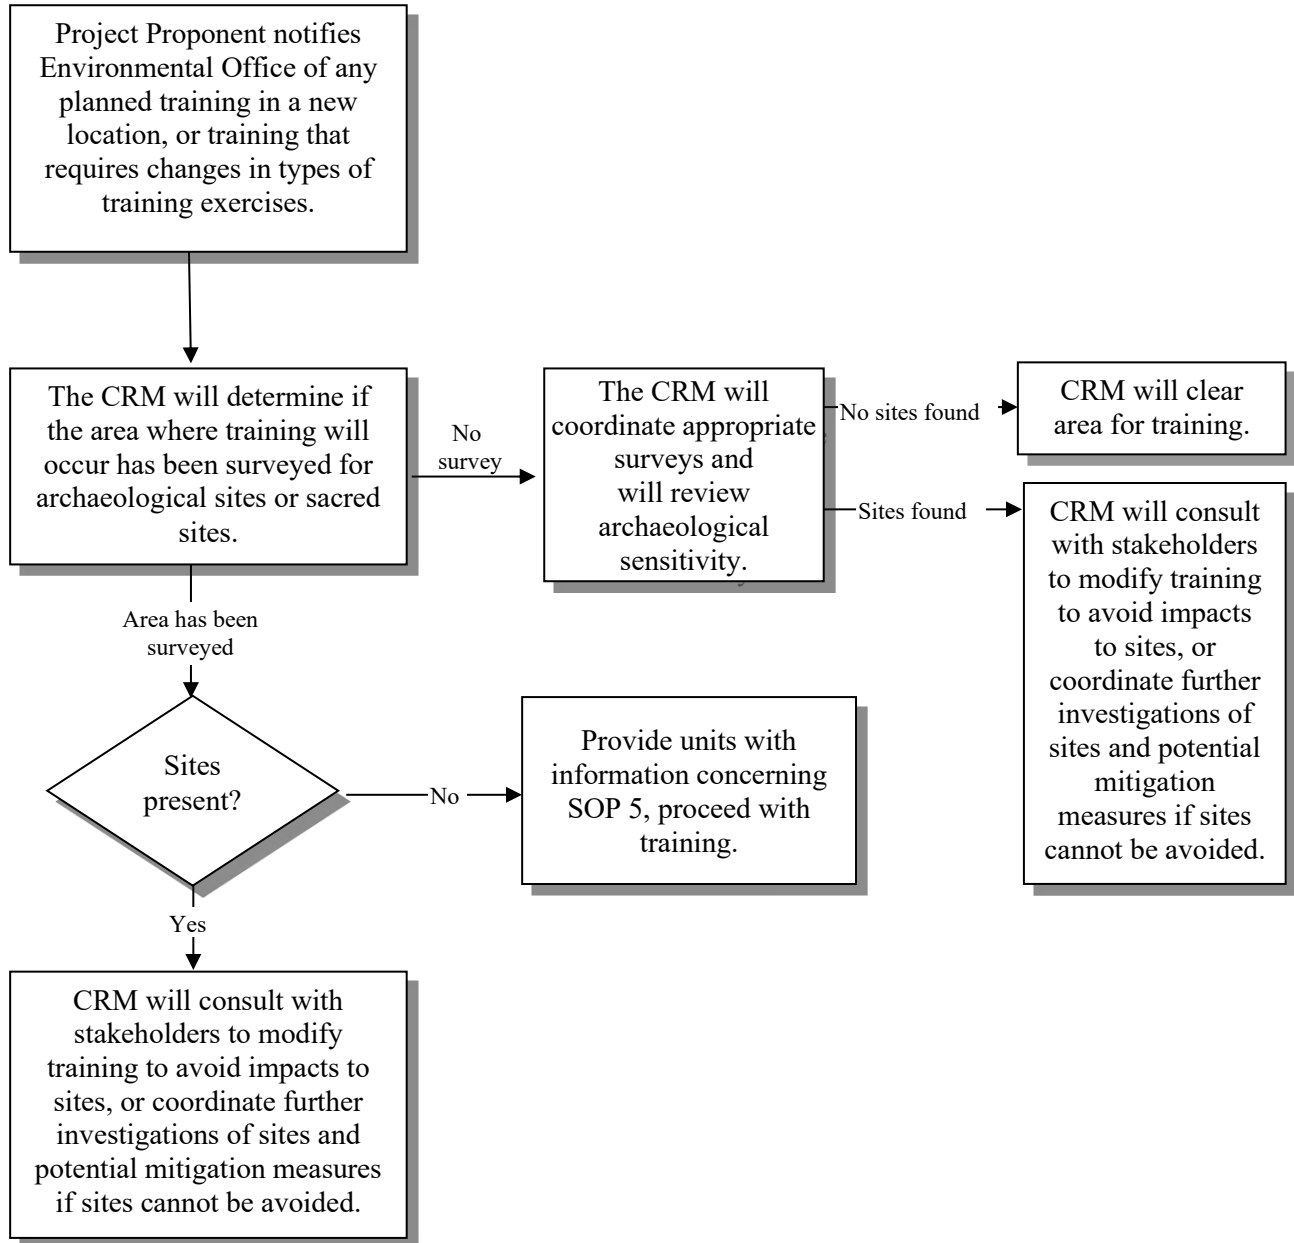 Project Proponent notifies
Environmental Office of any
planned training in a new
location, or training that
requires changes in types of
training exercises.
The CRM will determine if
the area where training will
occur has been surveyed for
archaeological sites or sacred
sites.
No
survey
The CRM will
coordinate appropriate
surveys and
will review
archaeological
sensitivity.
No sites found
CRM will clear
area for training.
Sites found
CRM will consult
with stakeholders
to modify training
to avoid impacts
to sites, or
coordinate further
investigations of
sites and potential
mitigation
measures if sites
cannot be avoided.
Area has been
surveyed
Sites
present?
No
Provide units with
information concerning
SOP 5, proceed with
training.
Yes
CRM will consult with
stakeholders to modify
training to avoid impacts to
sites, or coordinate further
investigations of sites and
potential mitigation measures
if sites cannot be avoided.